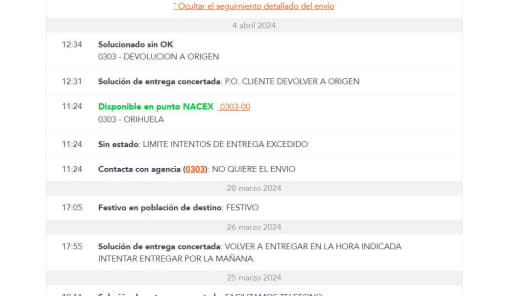 ˆ Ocultar el seguimiento detallado del envío
4 abril 2024
12:34 Solucionado sin OK
0303 - DEVOLUCION A ORIGEN
12:31 Solución de entrega concertada: P.O. CLIENTE DEVOLVER A ORIGEN
11:24 Disponible en punto NACEX 0303-00
0303 - ORIHUELA
11:24 Sin estado: LIMITE INTENTOS DE ENTREGA EXCEDIDO
11:24 Contacta con agencia (0303): NO QUIERE EL ENVIO
28 marzo 2024
17:05 Festivo en población de destino: FESTIVO
26 marzo 2024
17:55 Solución de entrega concertada: VOLVER A ENTREGAR EN LA HORA INDICADA
INTENTAR ENTREGAR POR LA MAÑANA.
25 marzo 2024